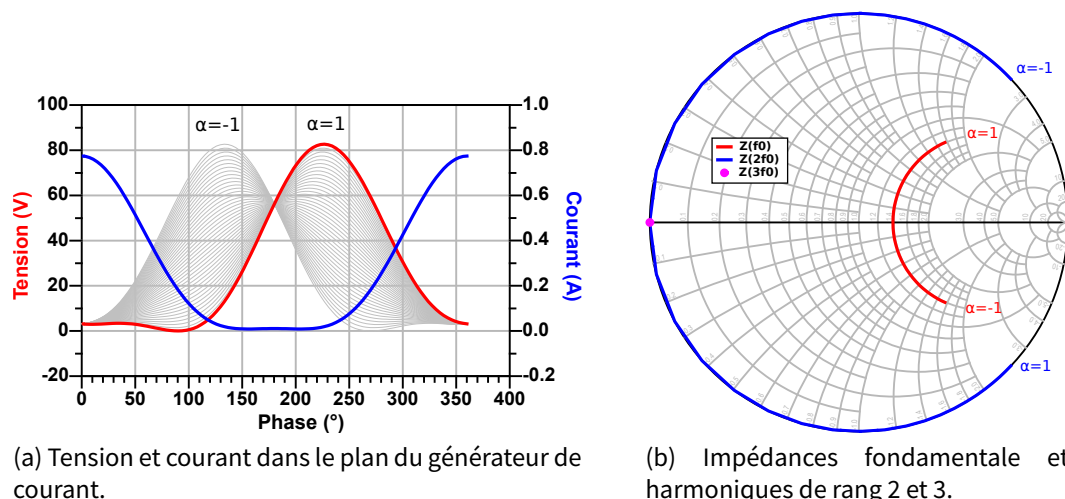 α=-1
α=1
100
80
60
40
20
0
-20
1.0
0.8
0.6
0.4
0.2
0.0
-0.2
Tension (V)
Courant (A)
0
50
100
150
200
250
300
350
400
Phase (°)
(a) Tension et courant dans le plan du générateur de
courant.
α=-1
α=1
Z(f0)
Z(2f0)
Z(3f0)
α=-1
α=1
(b) Impédances fondamentale et
harmoniques de rang 2 et 3.